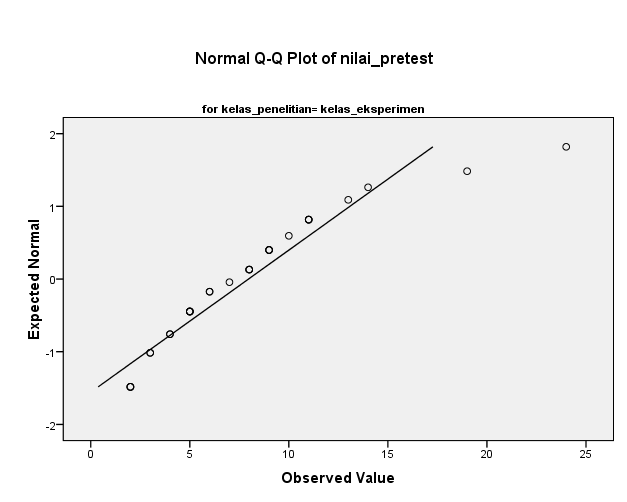 Normal Q-Q Plot of nilai_pretest
for kelas_penelitian= kelas_eksperimen
Expected Normal
2
1
0
-1
-2
0 5 10 15 20 25
Observed Value